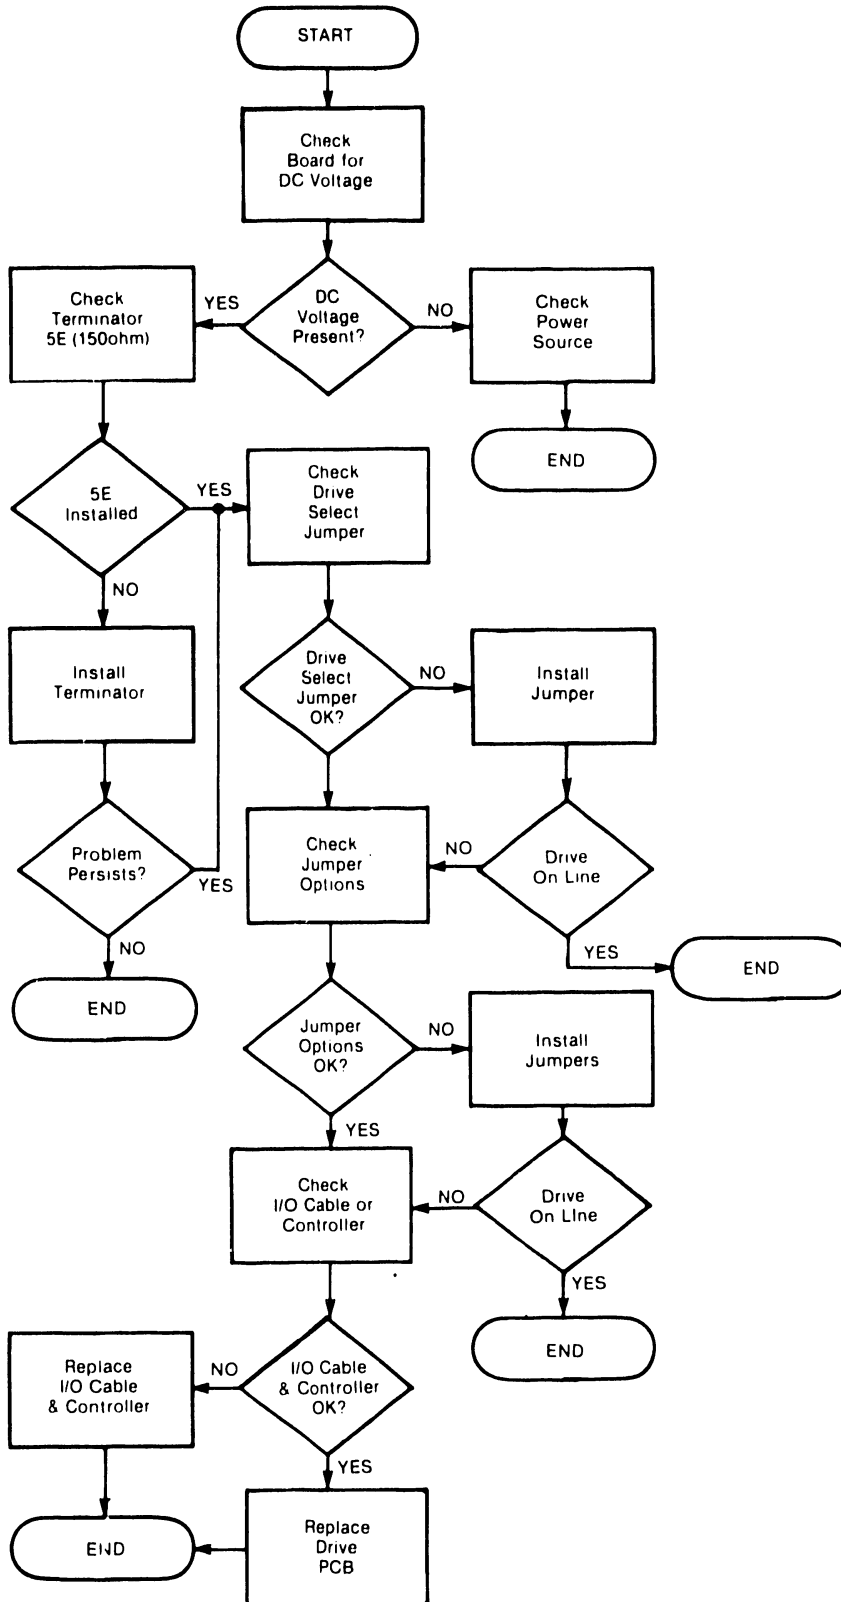 START
Check
Board for
DC Voltage
DC
Voltage
Present?
YES
NO
Check
Terminator
5E (150ohm)
Check
Power
Source
END
5E
Installed
YES
NO
Check
Drive
Select
Jumper
Install
Terminator
Drive
Select
Jumper
OK?
NO
Install
Jumper
Problem
Persists?
YES
NO
END
Check
Jumper
Options
NO
Drive
On Line
YES
END
Jumper
Options
OK?
NO
YES
Install
Jumpers
Check
I/O Cable or
Controller
NO
Drive
On LIne
YES
END
I/O Cable
& Controller
OK?
NO
YES
Replace
I/O Cable
& Controller
END
Replace
Drive
PCB